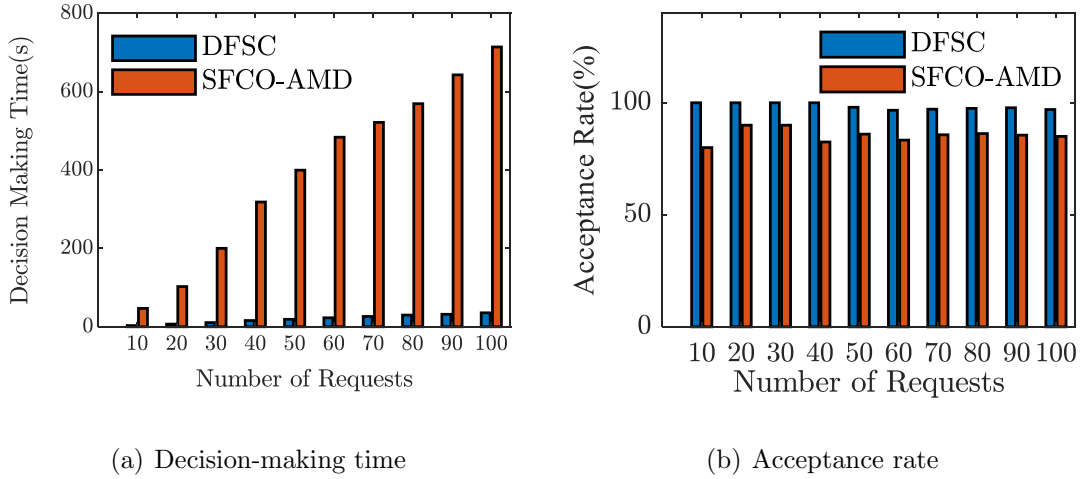 Decision Making Time(s)
800
600
400
200
0
DFSC
SFCO-AMD
10 20 30 40 50 60 70 80 90 100
Number of Requests
(a) Decision-making time
Acceptance Rate(%)
100
50
0
DFSC
SFCO-AMD
10 20 30 40 50 60 70 80 90 100
Number of Requests
(b) Acceptance rate